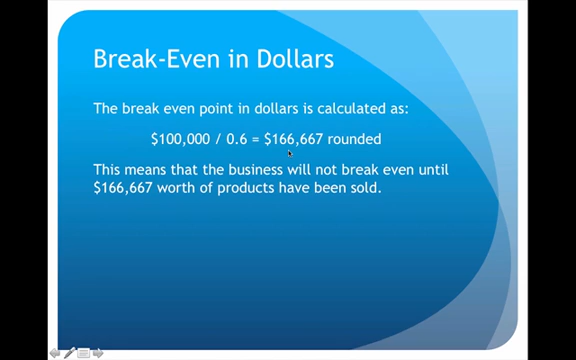 Break-Even in Dollars
The break even point in dollars is calculated as:
$100,000 / 0.6 = $166,667 rounded
This means that the business will not break even until
$166,667 worth of products have been sold.